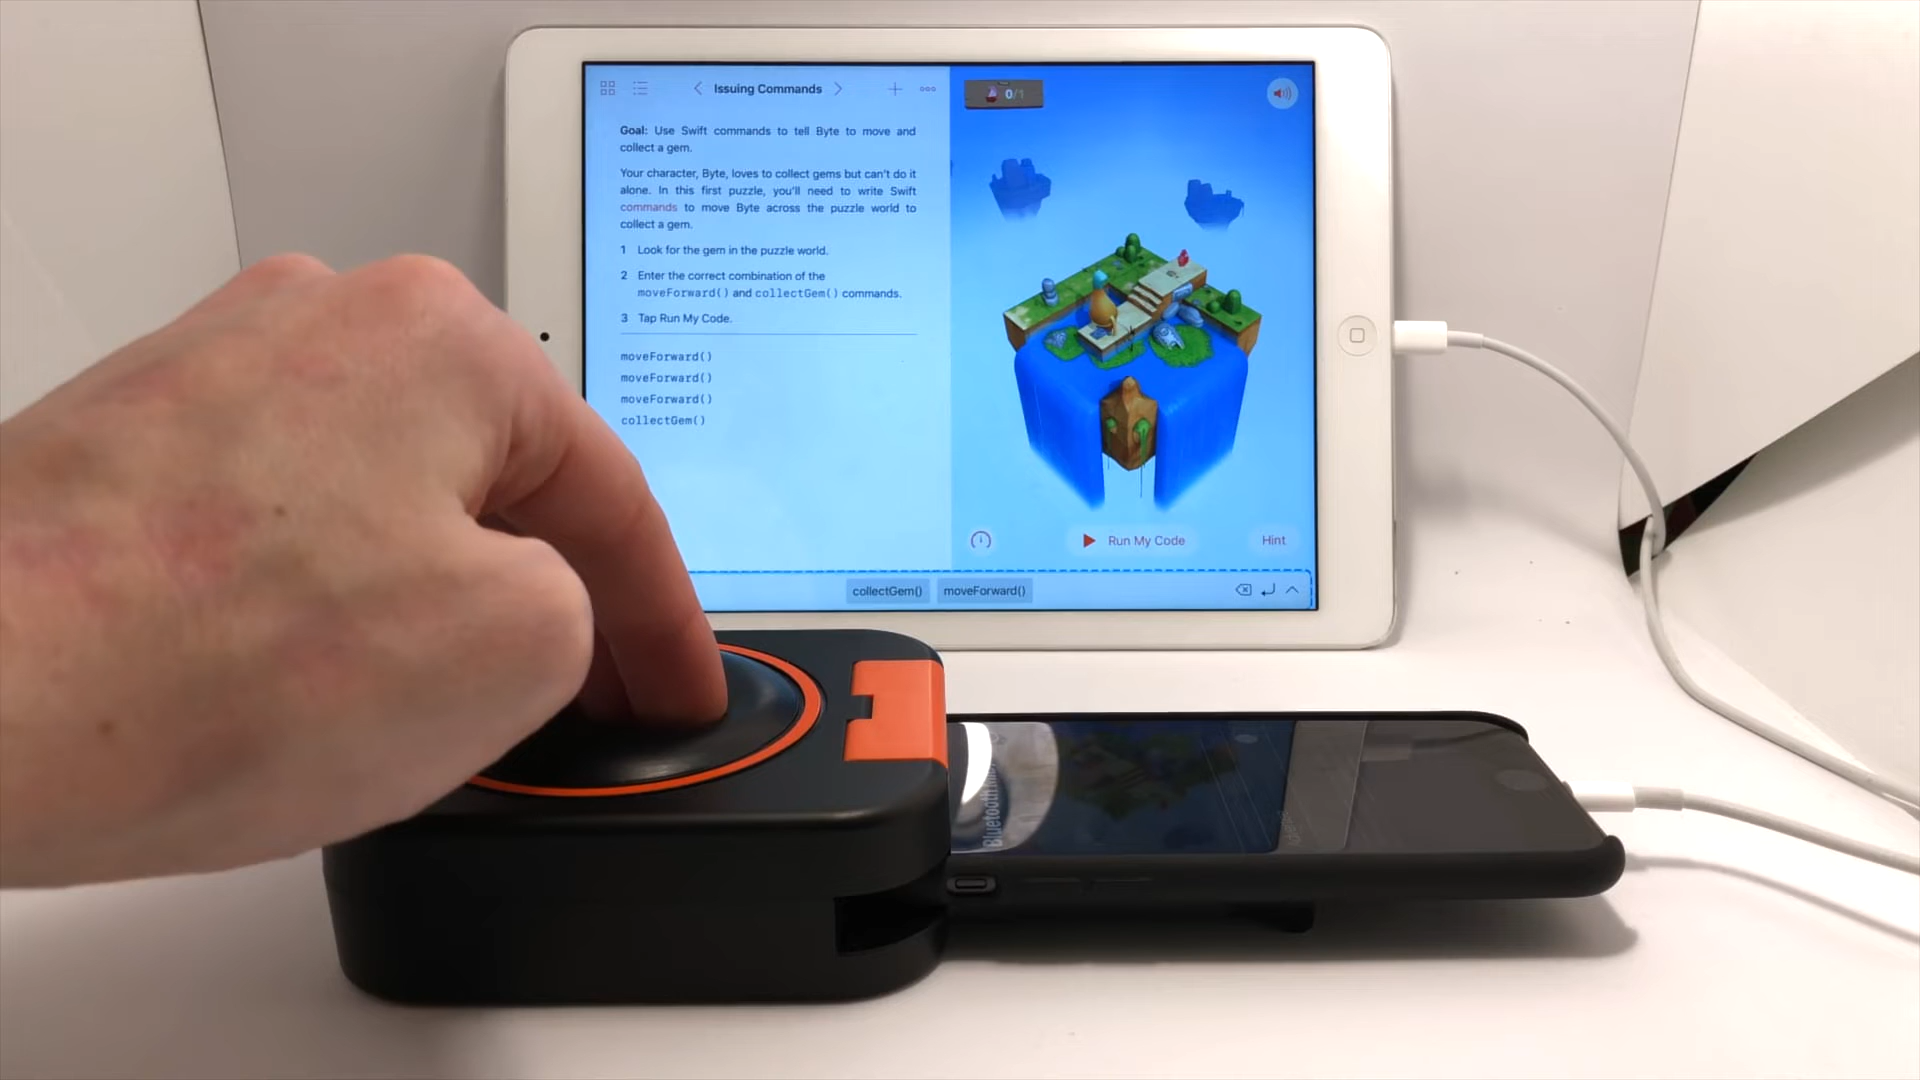 Issuing Commands
Goal: Use Swift commands to tell Byte to move and
collect a gem.
Your character, Byte, loves to collect gems but can't do it
alone. In this first puzzle, you'll need to write Swift
commands to move Byte across the puzzle world to
collect a gem.
1 Look for the gem in the puzzle world.
2 Enter the correct combination of the
moveForward() and collectGem() commands.
3 Tap Run My Code.
moveForward()
moveForward()
moveForward()
collectGem()
0/1
Run My Code
Hint
collectGem()
moveForward()
Bluetooth